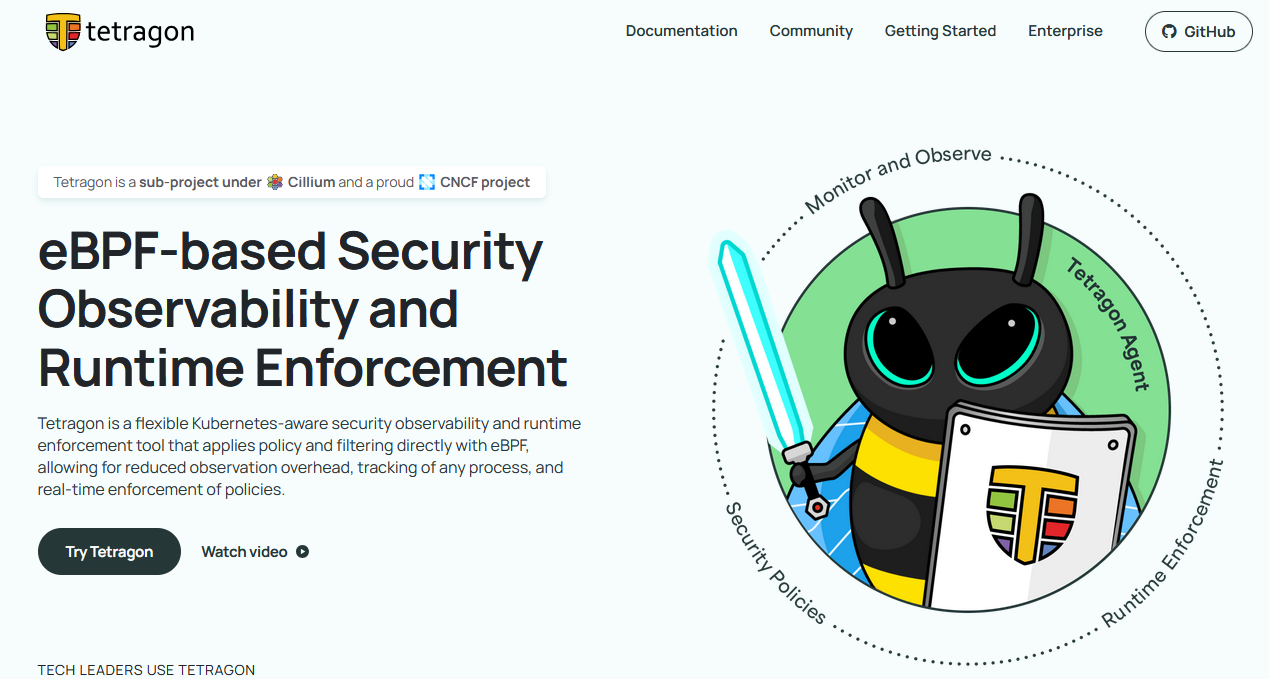 tetragon
Documentation
Community
Getting Started
Enterprise
GitHub
Tetragon is a sub-project under Cillium and a proud CNCF project
eBPF-based Security
Observability and
Runtime Enforcement
Tetragon is a flexible Kubernetes-aware security observability and runtime
enforcement tool that applies policy and filtering directly with eBPF,
allowing for reduced observation overhead, tracking of any process, and
real-time enforcement of policies.
Try Tetragon
Watch video
TECH LEADERS USE TETRAGON
Monitor and Observe
Tetragon Agent
Security Policies
Runtime Enforcement